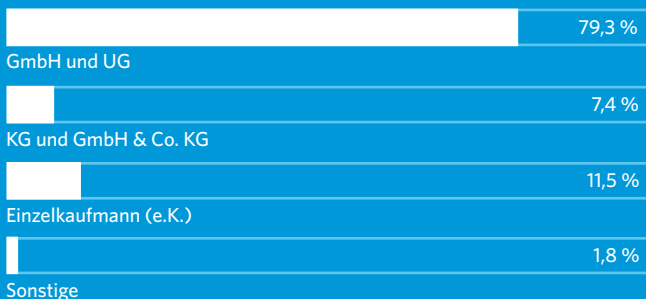 79,3 %
GmbH und UG
7,4 %
KG und GmbH & Co. KG
11,5 %
Einzelkaufmann (e.K.)
1,8 %
Sonstige